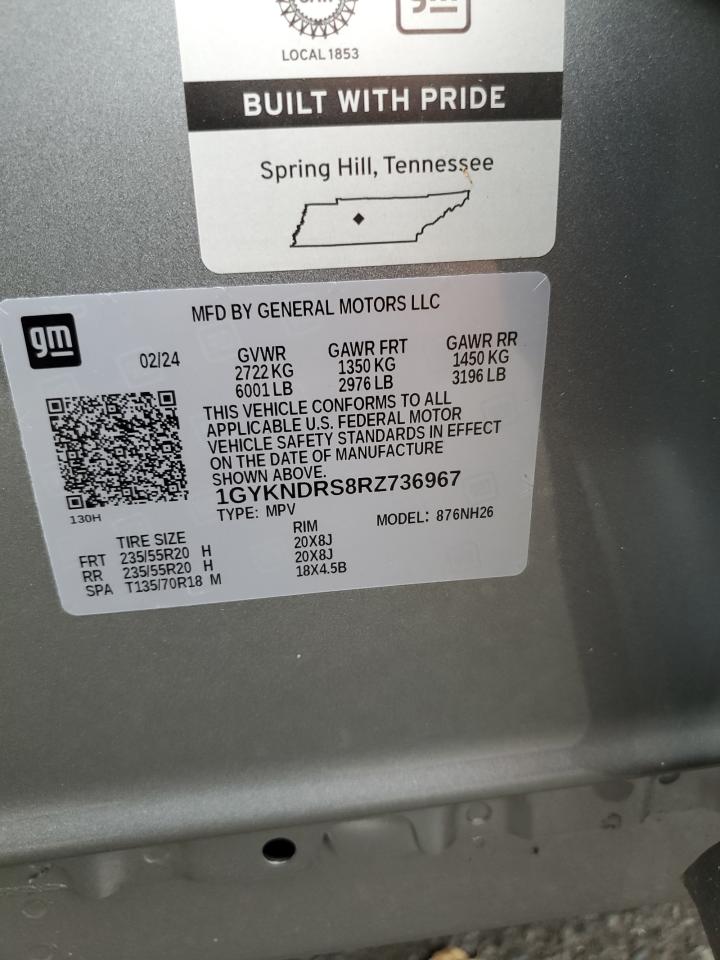 gm
LOCAL 1853
BUILT WITH PRIDE
Spring Hill, Tennessee
gm
MFD BY GENERAL MOTORS LLC
02/24
GVWR GAWR FRT GAWR RR
2722 KG 1350 KG 1450 KG
6001 LB 2976 LB 3196 LB
THIS VEHICLE CONFORMS TO ALL
APPLICABLE U.S. FEDERAL MOTOR
VEHICLE SAFETY STANDARDS IN EFFECT
ON THE DATE OF MANUFACTURE
SHOWN ABOVE.
1GYKNDRS8RZ736967
130H
TYPE: MPV MODEL: 876NH26
TIRE SIZE RIM
FRT 235/55R20 H 20X8J
RR 235/55R20 H 20X8J
SPA T135/70R18 M 18X4.5B